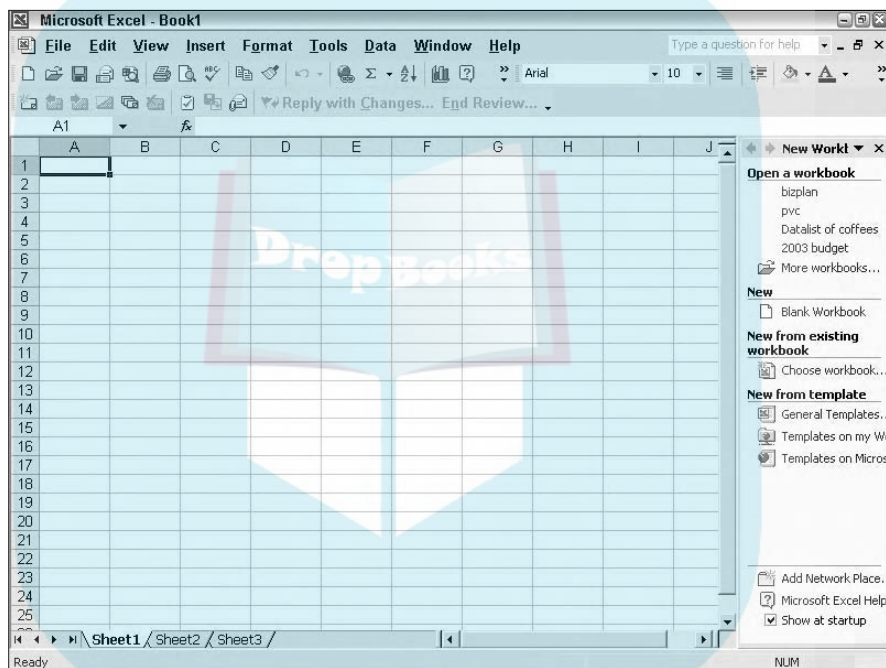 Microsoft Excel - Book1
File Edit View Insert Format Tools Data Window Help Type a question for help
Arial 10
Reply with Changes... End Review...
A1 fx
A B C D E F G H I J
1
2
3
4
5
6
7
8
9
10
11
12
13
14
15
16
17
18
19
20
21
22
23
24
25
DropBooks
New Workb
Open a workbook
bizplan
pvc
Datalist of coffees
2003 budget
More workbooks...
New
Blank Workbook
New from existing
workbook
Choose workbook...
New from template
General Templates..
Templates on my We
Templates on Micros
Add Network Place.
Microsoft Excel Help
Show at startup
Sheet1 Sheet2 Sheet3
Ready NUM